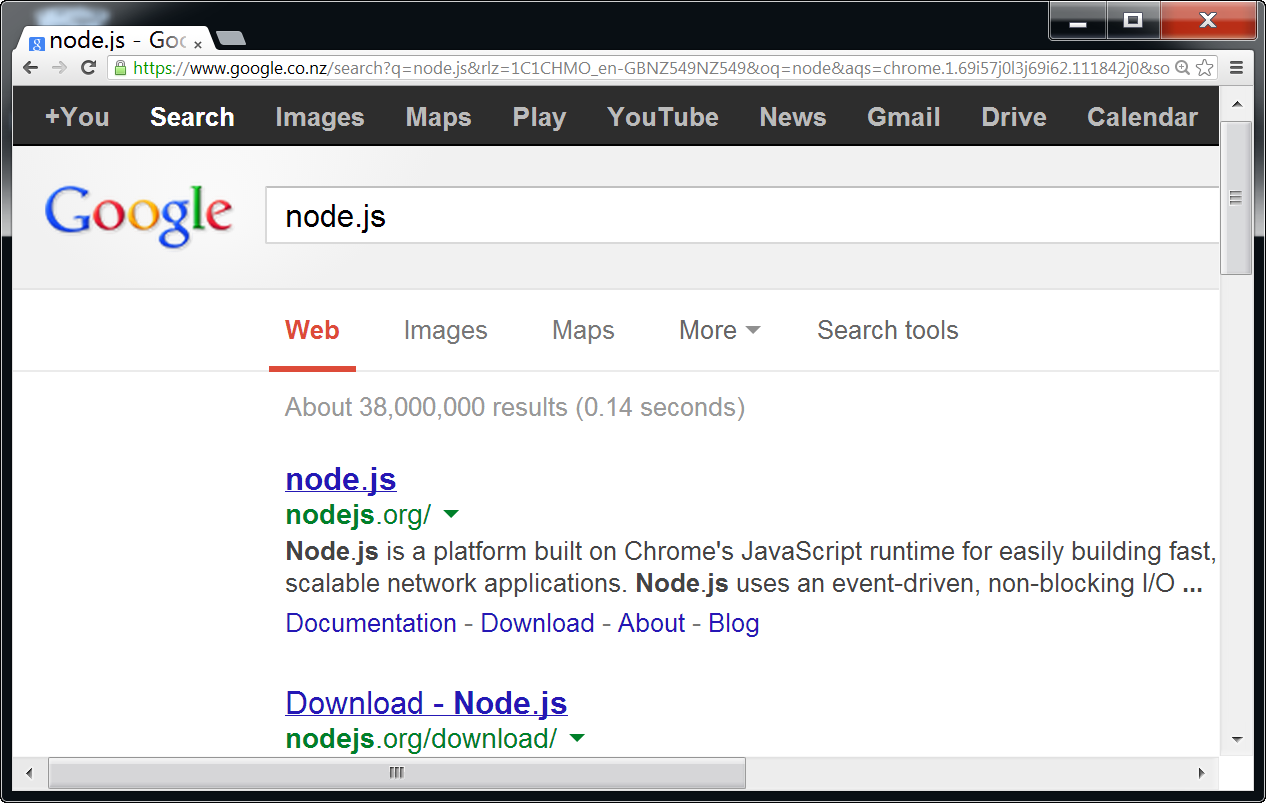 node.js - Goo
https://www.google.co.nz/search?q=node.js&rlz=1C1CHMO_en-GBNZ549NZ549&oq=node&aqs=chrome.1.69i57j0l3j69i62.111842j0&so
+You Search Images Maps Play YouTube News Gmail Drive Calendar
Google node.js
Web Images Maps More Search tools
About 38,000,000 results (0.14 seconds)
node.js
nodejs.org/
Node.js is a platform built on Chrome's JavaScript runtime for easily building fast,
scalable network applications. Node.js uses an event-driven, non-blocking I/O ...
Documentation - Download - About - Blog
Download - Node.js
nodejs.org/download/